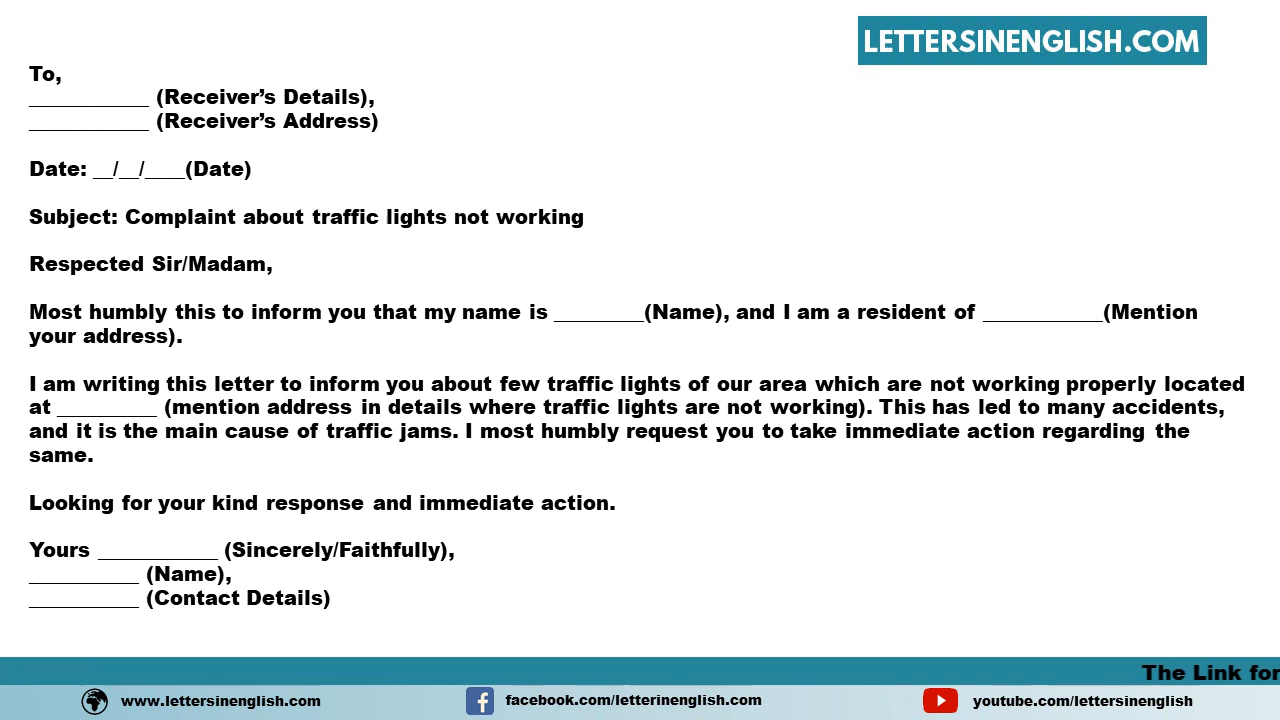 LETTERSINENGLISH.COM
To,
____________ (Receiver's Details),
____________ (Receiver's Address)
Date: __/__/____(Date)
Subject: Complaint about traffic lights not working
Respected Sir/Madam,
Most humbly this to inform you that my name is _________(Name), and I am a resident of ____________(Mention
your address).
I am writing this letter to inform you about few traffic lights of our area which are not working properly located
at __________ (mention address in details where traffic lights are not working). This has led to many accidents,
and it is the main cause of traffic jams. I most humbly request you to take immediate action regarding the
same.
Looking for your kind response and immediate action.
Yours ____________ (Sincerely/Faithfully),
___________ (Name),
___________ (Contact Details)
The Link for
www.lettersinenglish.com
facebook.com/letterinenglish.com
youtube.com/lettersinenglish